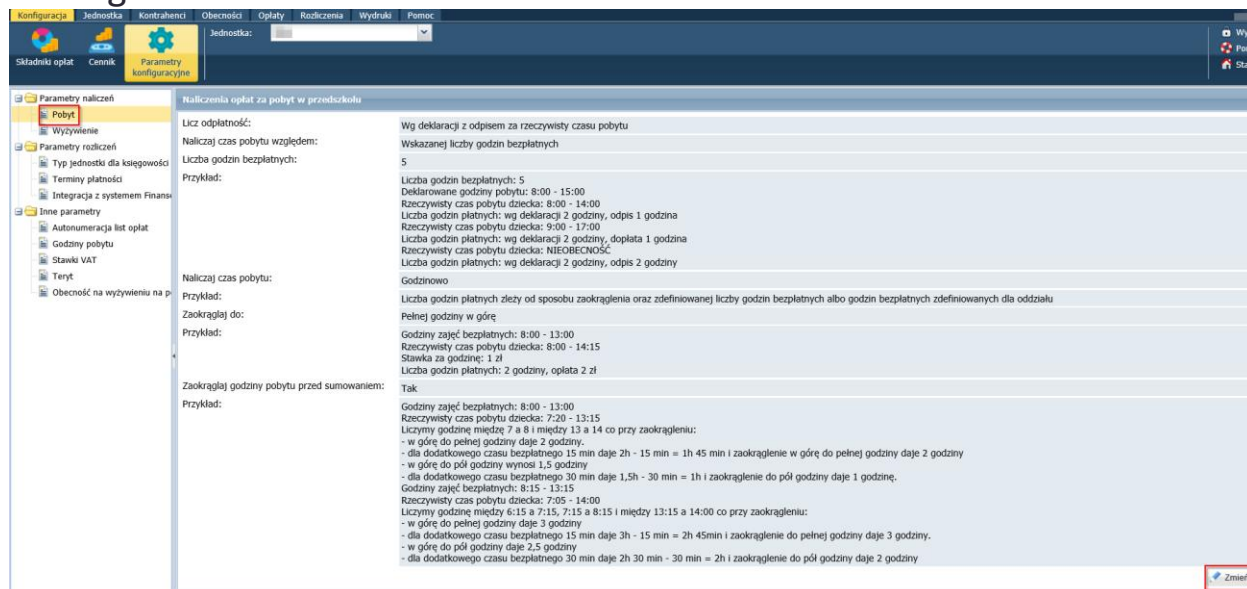 Konfiguracja Jednostka Kontrahenci Obecności Opłaty Rozliczenia Wydruki Pomoc
Jednostka:
Składniki opłat Cennik Parametry konfiguracyjne
Parametry naliczeń
Pobyt
Wyżywienie
Parametry rozliczeń
Typ jednostki dla księgowości
Terminy płatności
Integracja z systemem Finans
Inne parametry
Autonumeracja list opłat
Godziny pobytu
Stawki VAT
Teryt
Obecność na wyżywieniu na p
Naliczenia opłat za pobyt w przedszkolu
Licz odpłatność: Wg deklaracji z odpisem za rzeczywisty czasu pobytu
Naliczaj czas pobytu względem: Wskazanej liczby godzin bezpłatnych
Liczba godzin bezpłatnych: 5
Przykład: Liczba godzin bezpłatnych: 5
Deklarowane godziny pobytu: 8:00 - 15:00
Rzeczywisty czas pobytu dziecka: 8:00 - 14:00
Liczba godzin płatnych: wg deklaracji 2 godziny, odpis 1 godzina
Rzeczywisty czas pobytu dziecka: 9:00 - 17:00
Liczba godzin płatnych: wg deklaracji 2 godziny, dopłata 1 godzina
Rzeczywisty czas pobytu dziecka: NIEOBECNOŚĆ
Liczba godzin płatnych: wg deklaracji 2 godziny, odpis 2 godziny
Naliczaj czas pobytu: Godzinowo
Przykład: Liczba godzin płatnych zleży od sposobu zaokrąglenia oraz zdefiniowanej liczby godzin bezpłatnych albo godzin bezpłatnych zdefiniowanych dla oddziału
Zaokrąglaj do: Pełnej godziny w górę
Przykład: Godziny zajęć bezpłatnych: 8:00 - 13:00
Rzeczywisty czas pobytu dziecka: 8:00 - 14:15
Stawka za godzinę: 1 zł
Liczba godzin płatnych: 2 godziny, opłata 2 zł
Zaokrąglaj godziny pobytu przed sumowaniem: Tak
Przykład: Godziny zajęć bezpłatnych: 8:00 - 13:00
Rzeczywisty czas pobytu dziecka: 7:20 - 13:15
Liczymy godzinę między 7 a 8 i między 13 a 14 co przy zaokrągleniu:
- w górę do pełnej godziny daje 2 godziny.
- dla dodatkowego czasu bezpłatnego 15 min daje 2h - 15 min = 1h 45 min i zaokrąglenie w górę do pełnej godziny daje 2 godziny
- w górę do pół godziny wynosi 1,5 godziny
- dla dodatkowego czasu bezpłatnego 30 min daje 1,5h - 30 min = 1h i zaokrąglenie do pół godziny daje 1 godzinę.
Godziny zajęć bezpłatnych: 8:15 - 13:15
Rzeczywisty czas pobytu dziecka: 7:05 - 14:00
Liczymy godzinę między 6:15 a 7:15, 7:15 a 8:15 i między 13:15 a 14:00 co przy zaokrągleniu:
- w górę do pełnej godziny daje 3 godziny
- dla dodatkowego czasu bezpłatnego 15 min daje 3h - 15 min = 2h 45min i zaokrąglenie do pełnej godziny daje 3 godziny.
- w górę do pół godziny daje 2,5 godziny
- dla dodatkowego czasu bezpłatnego 30 min daje 2h 30 min - 30 min = 2h i zaokrąglenie do pół godziny daje 2 godziny
Zmień